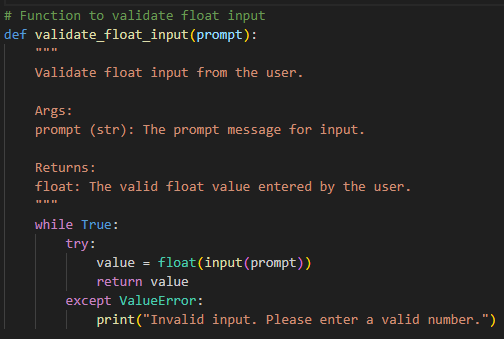 # Function to validate float input
def validate_float_input(prompt):
    """
    Validate float input from the user.

    Args:
    prompt (str): The prompt message for input.

    Returns:
    float: The valid float value entered by the user.
    """
    while True:
        try:
            value = float(input(prompt))
            return value
        except ValueError:
            print("Invalid input. Please enter a valid number.")